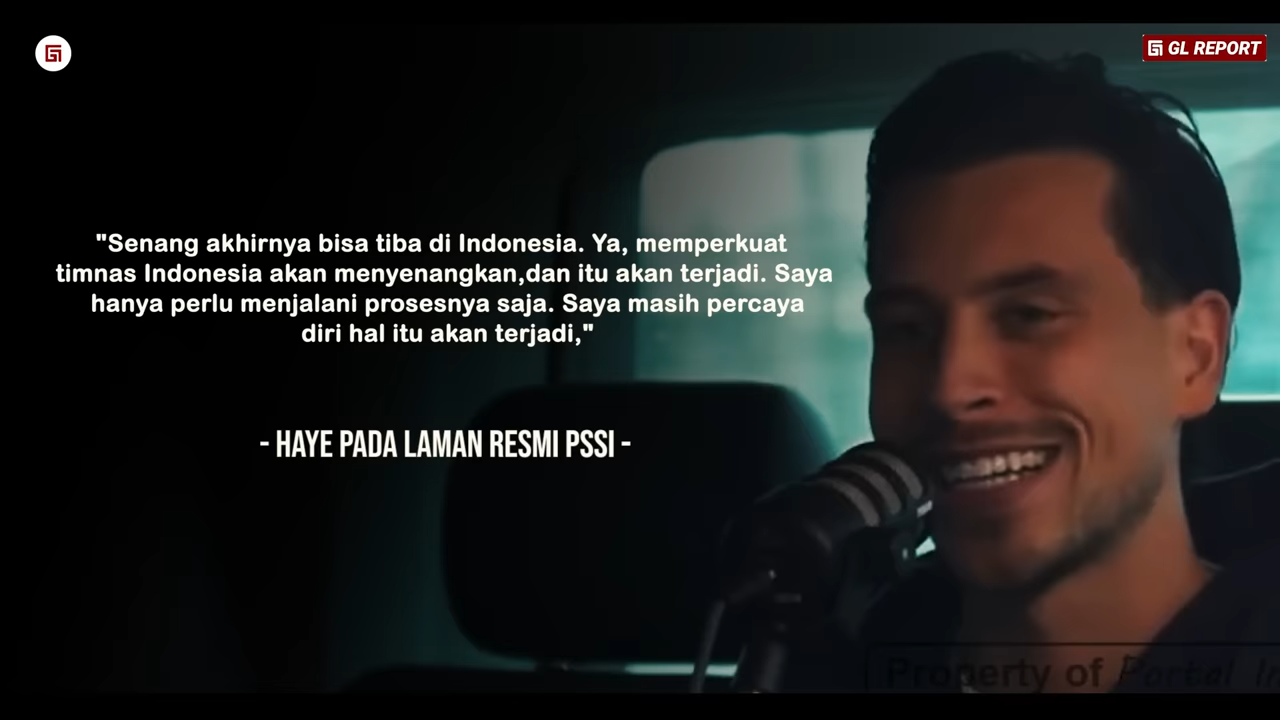 GL REPORT
"Senang akhirnya bisa tiba di Indonesia. Ya, memperkuat
timnas Indonesia akan menyenangkan,dan itu akan terjadi. Saya
hanya perlu menjalani prosesnya saja. Saya masih percaya
diri hal itu akan terjadi,"
- HAYE PADA LAMAN RESMI PSSI -
Property of Portal